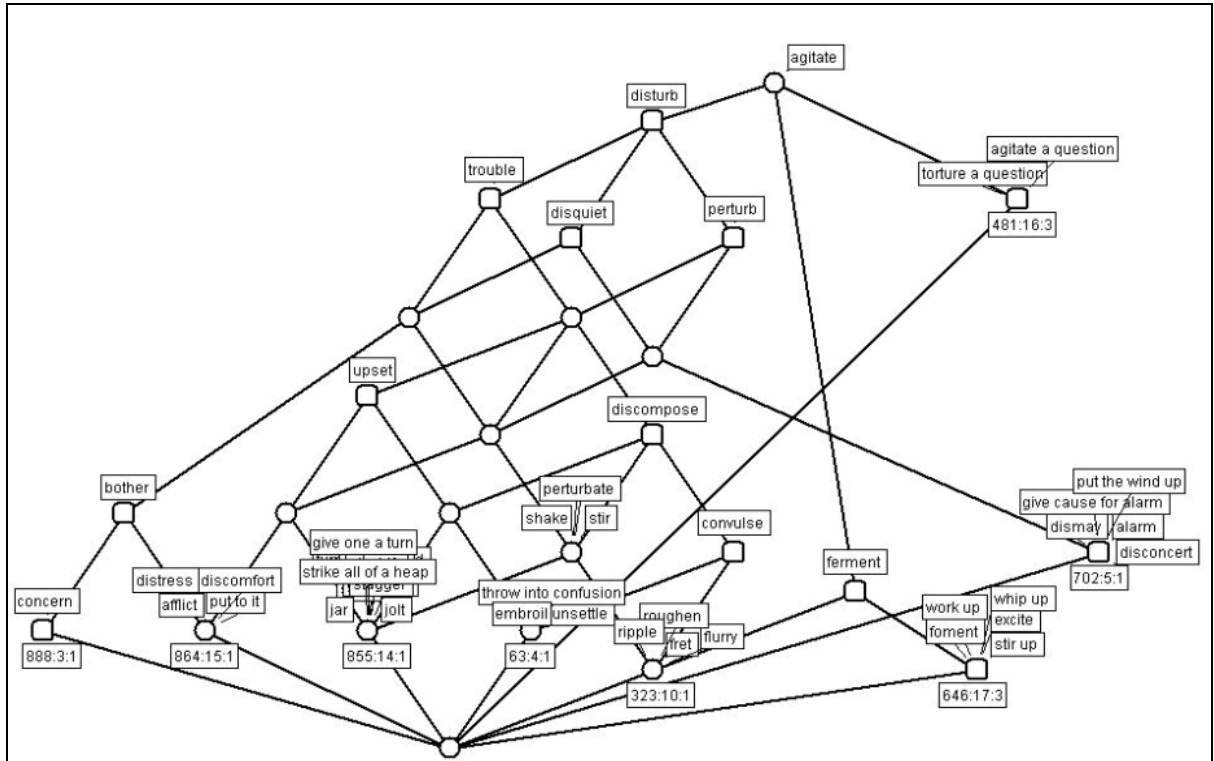 agitate
disturb
agitate a question
trouble
torture a question
disquiet
perturb
481:16:3
upset
discompose
bother
perturbate
put the wind up
shake
stir
give cause for alarm
convulse
dismay
alarm
give one a turn
disconcert
702:5:1
strike all of a heap
stagger
ferment
distress
discomfort
throw into confusion
whip up
concern
afflict
put to it
jar
jolt
embroil
unsettle
roughen
work up
excite
ripple
fret
flurry
foment
stir up
888:3:1
864:15:1
855:14:1
63:4:1
323:10:1
646:17:3